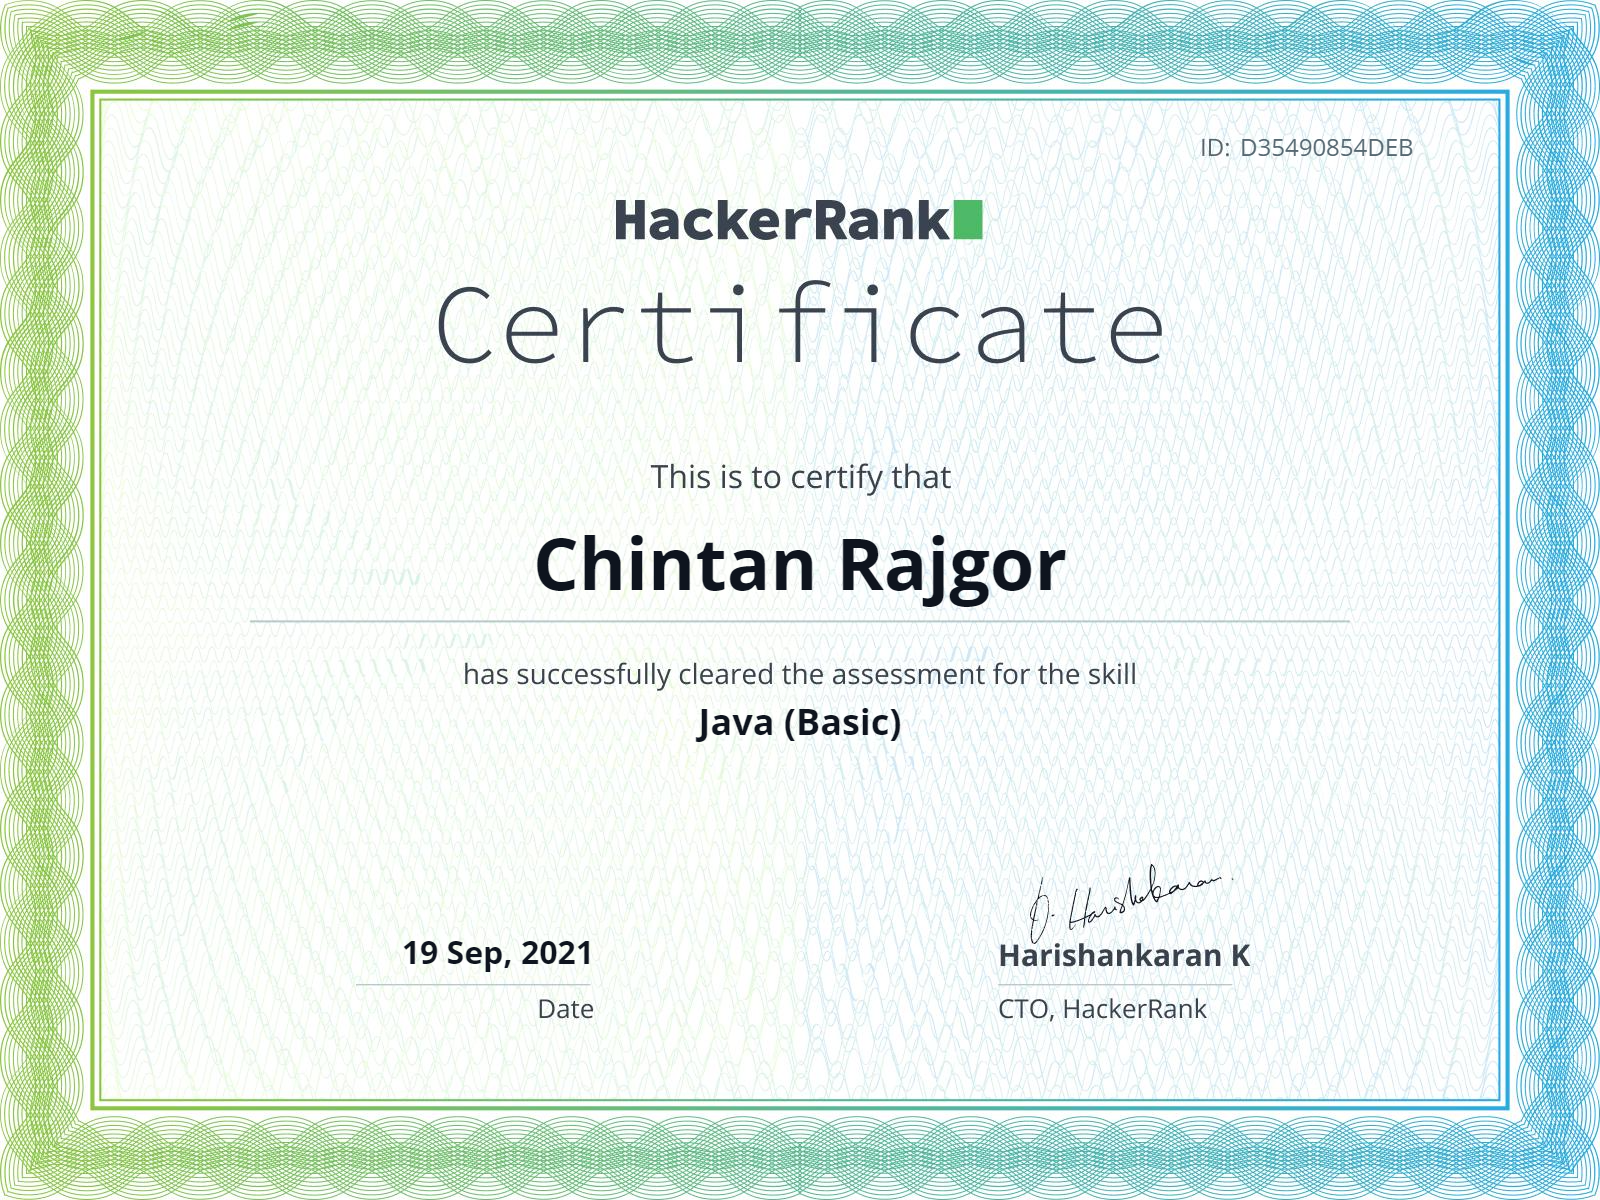 ID: D35490854DEB
HackerRank
Certificate
This is to certify that
Chintan Rajgor
has successfully cleared the assessment for the skill
Java (Basic)
19 Sep, 2021
Date
Harishankaran K
CTO, HackerRank